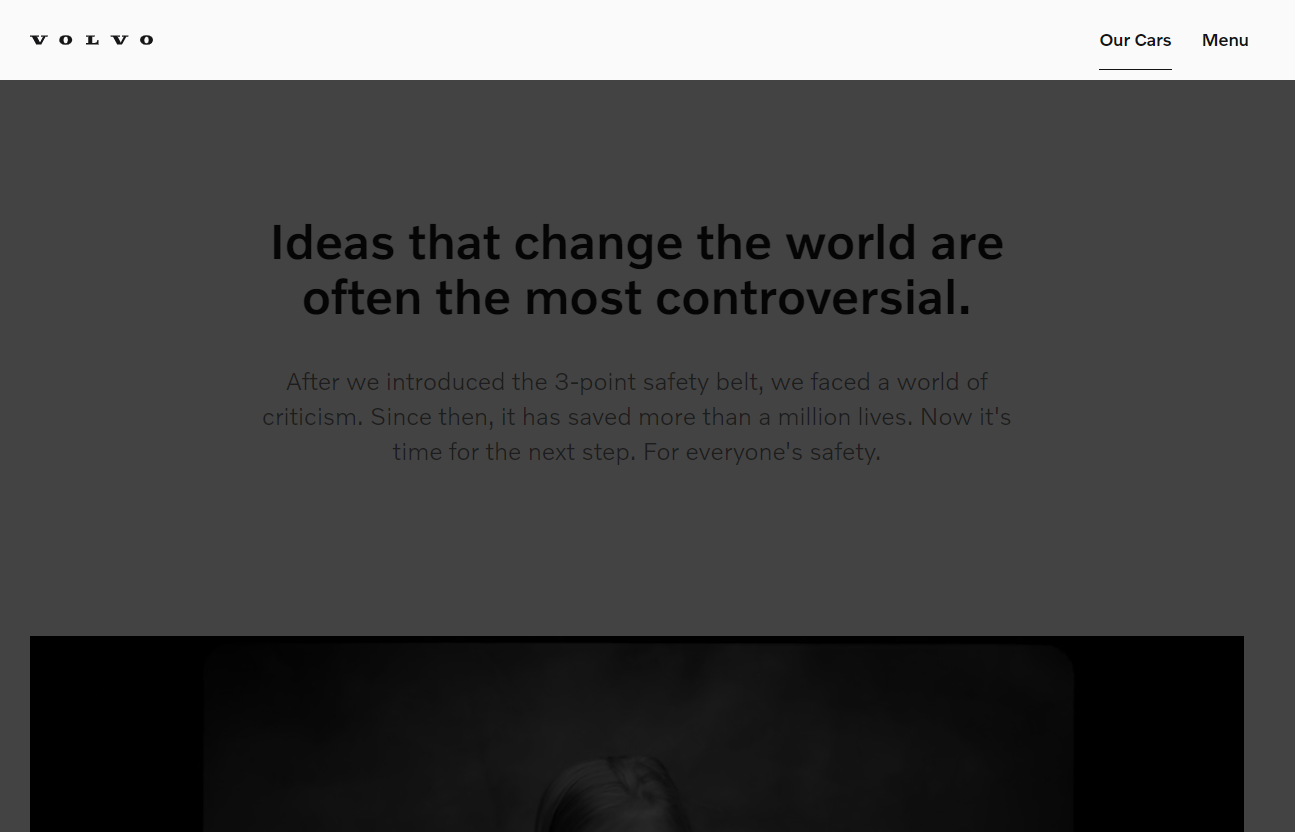 VOLVO
Our Cars
Menu
Ideas that change the world are
often the most controversial.
After we introduced the 3-point safety belt, we faced a world of
criticism. Since then, it has saved more than a million lives. Now it's
time for the next step. For everyone's safety.